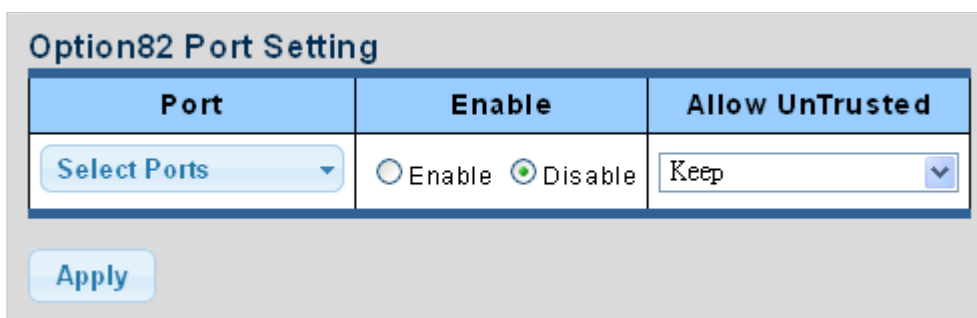 Option82 Port Setting
Port Enable Allow UnTrusted
Select Ports Enable Disable Keep
Apply